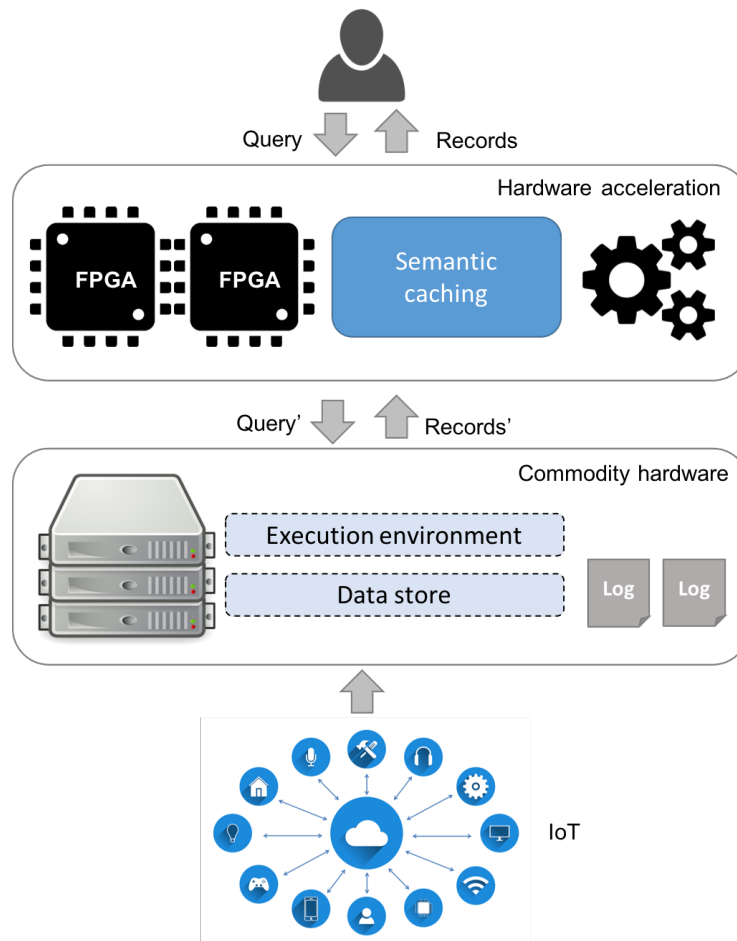 Query
Records
Hardware acceleration
FPGA
FPGA
Semantic
caching
Query’
Records’
Commodity hardware
Execution environment
Data store
Log
Log
IoT